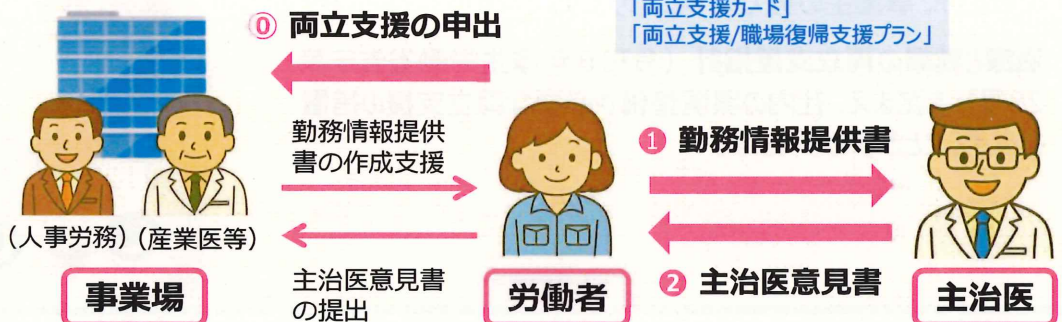 「両立支援カード」
「両立支援/職場復帰支援プラン」
⓪ 両立支援の申出
勤務情報提供
書の作成支援
❶ 勤務情報提供書
(人事労務)(産業医等)
主治医意見書
の提出
❷ 主治医意見書
事業場
労働者
主治医